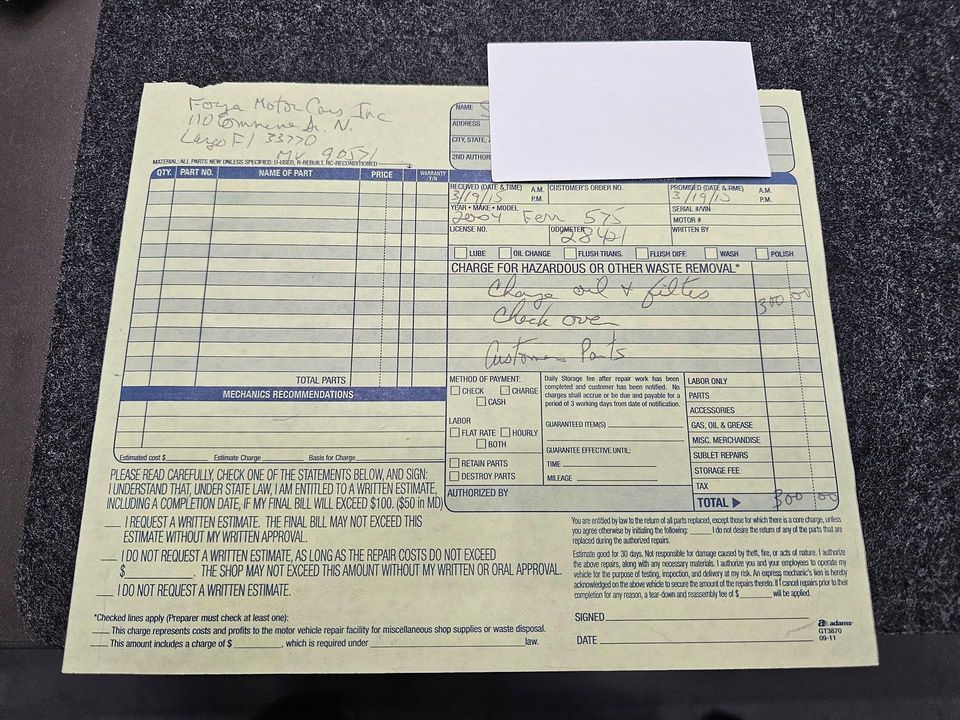 Foya Motor Cars Inc
110 Commerce Dr. N.
Largo Fl 33770
MV 90571
MATERIAL: ALL PARTS NEW UNLESS SPECIFIED: U-USED, R-REBUILT, RC-RECONDITIONED
QTY. PART NO. NAME OF PART PRICE WARRANTY Y/N
TOTAL PARTS
MECHANICS RECOMMENDATIONS
Estimated cost $ Estimate Charge Basis for Charge
PLEASE READ CAREFULLY, CHECK ONE OF THE STATEMENTS BELOW, AND SIGN:
I UNDERSTAND THAT, UNDER STATE LAW, I AM ENTITLED TO A WRITTEN ESTIMATE,
INCLUDING A COMPLETION DATE, IF MY FINAL BILL WILL EXCEED $100. ($50 in MD)
I REQUEST A WRITTEN ESTIMATE. THE FINAL BILL MAY NOT EXCEED THIS
ESTIMATE WITHOUT MY WRITTEN APPROVAL.
I DO NOT REQUEST A WRITTEN ESTIMATE, AS LONG AS THE REPAIR COSTS DO NOT EXCEED
$ . THE SHOP MAY NOT EXCEED THIS AMOUNT WITHOUT MY WRITTEN OR ORAL APPROVAL.
I DO NOT REQUEST A WRITTEN ESTIMATE.
*Checked lines apply (Preparer must check at least one):
This charge represents costs and profits to the motor vehicle repair facility for miscellaneous shop supplies or waste disposal.
This amount includes a charge of $ , which is required under law.
NAME
ADDRESS
CITY, STATE,
2ND AUTHOR
RECEIVED (DATE & TIME) A.M. CUSTOMER'S ORDER NO. PROMISED (DATE & TIME) A.M.
3/19/15 P.M. 3/19/15 P.M.
YEAR • MAKE • MODEL SERIAL #/VIN
2004 Ferr 575 MOTOR #
LICENSE NO. ODOMETER WRITTEN BY
28421
LUBE OIL CHANGE FLUSH TRANS. FLUSH DIFF. WASH POLISH
CHARGE FOR HAZARDOUS OR OTHER WASTE REMOVAL*
Change oil + filter 300 00
Check over
Customer Parts
METHOD OF PAYMENT:
CHECK CHARGE
CASH
LABOR
FLAT RATE HOURLY
BOTH
RETAIN PARTS
DESTROY PARTS
AUTHORIZED BY
Daily Storage fee after repair work has been
completed and customer has been notified. No
charges shall accrue or be due and payable for a
period of 3 working days from date of notification.
GUARANTEED ITEM(S)
GUARANTEE EFFECTIVE UNTIL:
TIME
MILEAGE
LABOR ONLY
PARTS
ACCESSORIES
GAS, OIL & GREASE
MISC. MERCHANDISE
SUBLET REPAIRS
STORAGE FEE
TAX
TOTAL 300 00
You are entitled by law to the return of all parts replaced, except those for which there is a core charge, unless
you agree otherwise by initialing the following: I do not desire the return of any of the parts that are
replaced during the authorized repairs.
Estimate good for 30 days. Not responsible for damage caused by theft, fire, or acts of nature. I authorize
the above repairs, along with any necessary materials. I authorize you and your employees to operate my
vehicle for the purpose of testing, inspection, and delivery at my risk. An express mechanic's lien is hereby
acknowledged on the above vehicle to secure the amount of the repairs thereto. If I cancel repairs prior to their
completion for any reason, a tear-down and reassembly fee of $ will be applied.
SIGNED
DATE
adams
GT3870
09-11